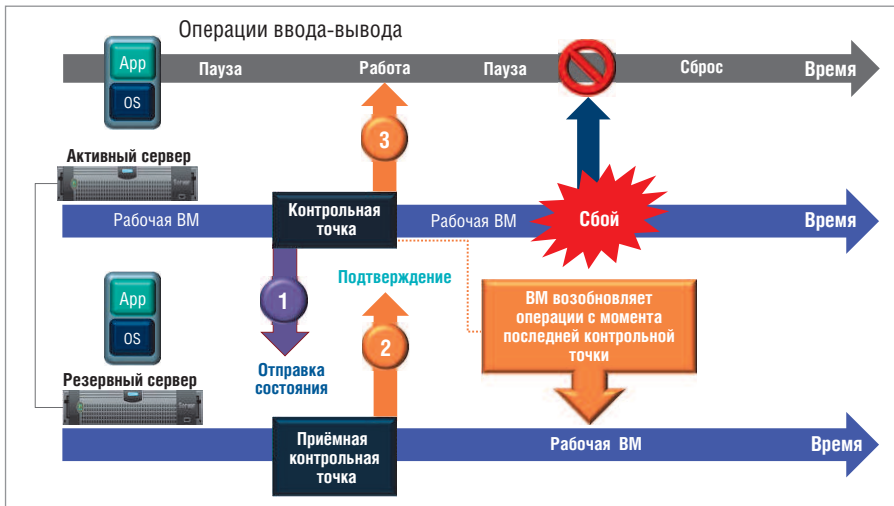 Операции ввода-вывода
App
OS
Пауза
Работа
Пауза
Сброс
Время
3
Активный сервер
Рабочая ВМ
Контрольная
точка
Рабочая ВМ
Сбой
Время
1
Подтверждение
App
OS
2
ВМ возобновляет
операции с момента
последней контрольной
точки
Отправка
состояния
Резервный сервер
Приёмная
контрольная
точка
Рабочая ВМ
Время